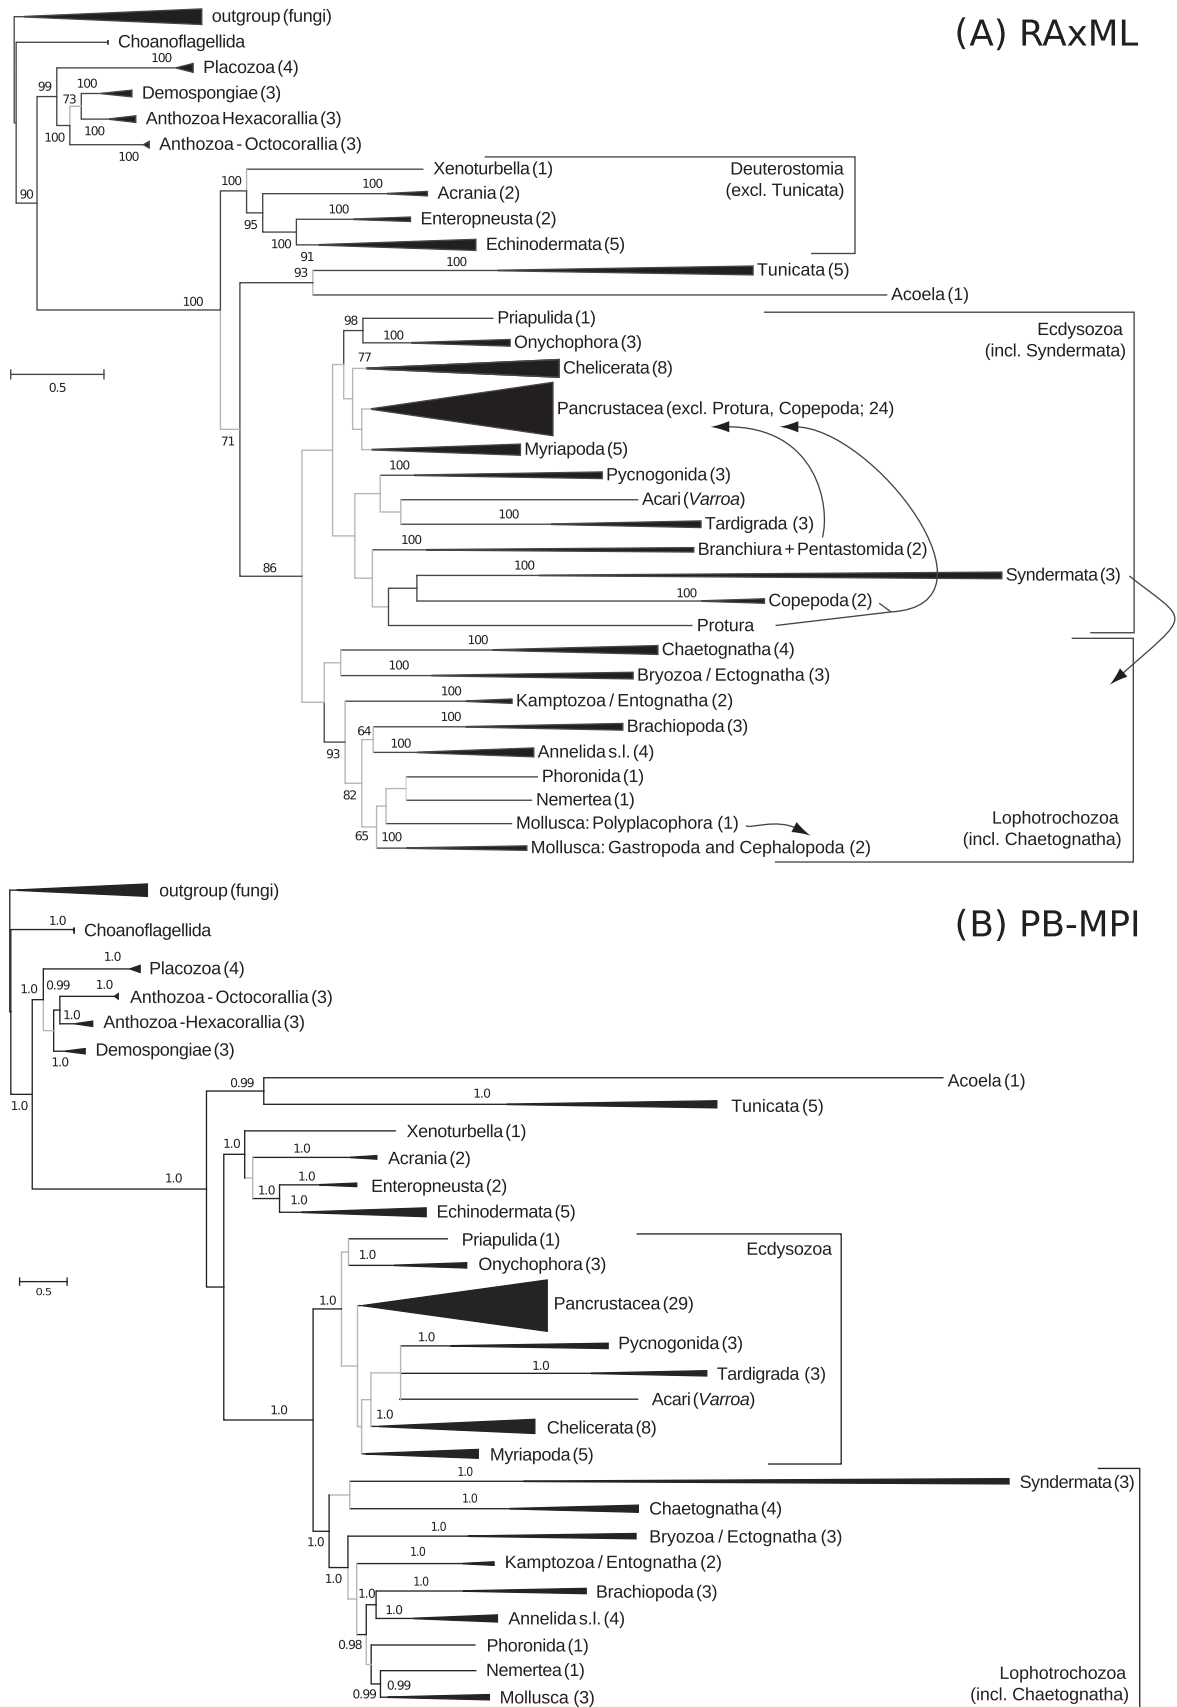 outgroup (fungi)
(A) RAxML
Choanoflagellida
100
Placozoa (4)
99
100
Demospongiae (3)
73
Anthozoa Hexacorallia (3)
100
100
Anthozoa - Octocorallia (3)
100
90
Xenoturbella (1)
Deuterostomia
(excl. Tunicata)
100
100
Acrania (2)
95
100
Enteropneusta (2)
100
Echinodermata (5)
91
93
100
Tunicata (5)
Acoela (1)
100
Priapulida (1)
98
Ecdysozoa
(incl. Syndermata)
100
Onychophora (3)
77
Chelicerata (8)
0.5
Pancrustacea (excl. Protura, Copepoda; 24)
71
Myriapoda (5)
100
Pycnogonida (3)
Acari (Varroa)
100
Tardigrada (3)
100
Branchiura + Pentastomida (2)
86
100
Syndermata (3)
100
Copepoda (2)
Protura
100
Chaetognatha (4)
100
Bryozoa / Ectognatha (3)
100
Kamptozoa / Entognatha (2)
100
Brachiopoda (3)
64
93
100
Annelida s.l. (4)
Phoronida (1)
82
Nemertea (1)
Mollusca: Polyplacophora (1)
Lophotrochozoa
(incl. Chaetognatha)
65
100
Mollusca: Gastropoda and Cephalopoda (2)
outgroup (fungi)
(B) PB-MPI
1.0
Choanoflagellida
1.0
Placozoa (4)
1.0
0.99
1.0
Anthozoa - Octocorallia (3)
1.0
Anthozoa -Hexacorallia (3)
1.0
Demospongiae (3)
1.0
0.99
Acoela (1)
1.0
Tunicata (5)
Xenoturbella (1)
1.0
1.0
Acrania (2)
1.0
1.0
Enteropneusta (2)
1.0
1.0
Echinodermata (5)
Priapulida (1)
Ecdysozoa
1.0
Onychophora (3)
0.5
1.0
Pancrustacea (29)
1.0
Pycnogonida (3)
1.0
Tardigrada (3)
Acari (Varroa)
1.0
1.0
Chelicerata (8)
Myriapoda (5)
1.0
Syndermata (3)
1.0
Chaetognatha (4)
1.0
1.0
Bryozoa / Ectognatha (3)
1.0
1.0
Kamptozoa / Entognatha (2)
1.0
1.0
Brachiopoda (3)
1.0
Annelida s.l. (4)
0.98
Phoronida (1)
Nemertea (1)
0.99
0.99
Mollusca (3)
Lophotrochozoa
(incl. Chaetognatha)